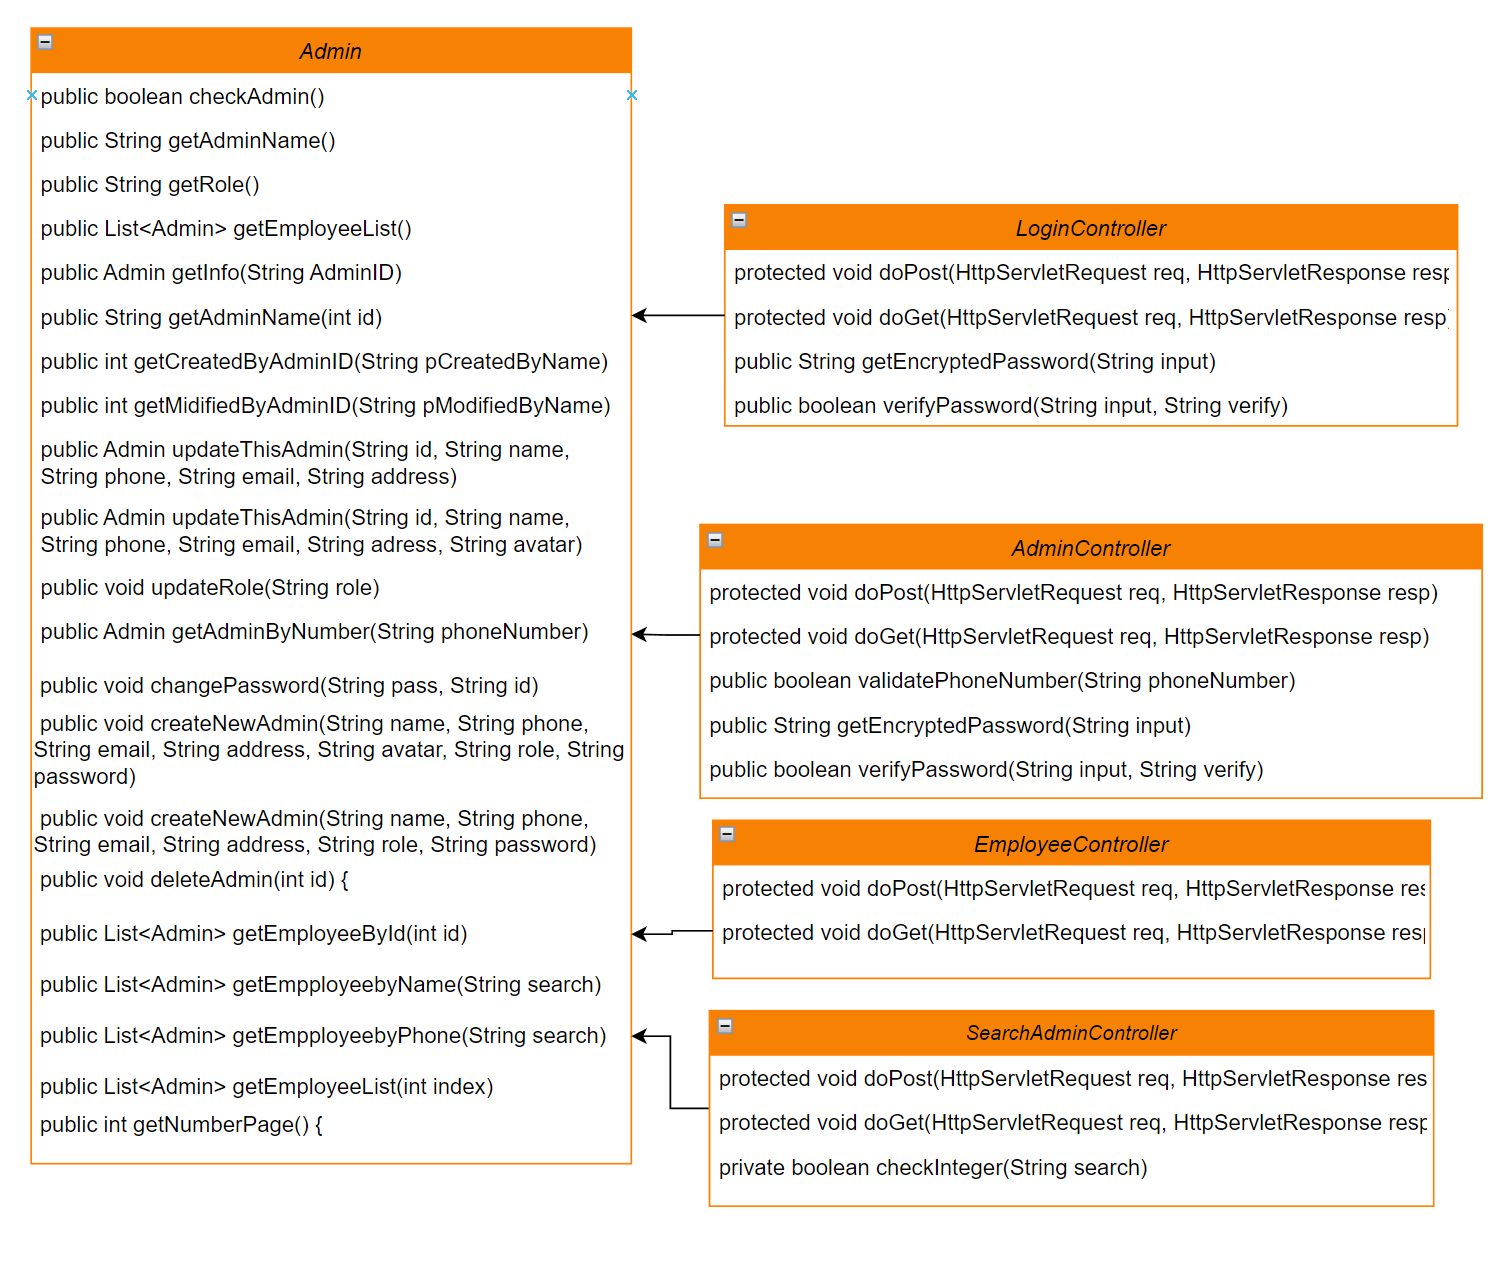 Admin
public boolean checkAdmin()
public String getAdminName()
public String getRole()
public List<Admin> getEmployeeList()
public Admin getInfo(String AdminID)
public String getAdminName(int id)
public int getCreatedByAdminID(String pCreatedByName)
public int getMidifiedByAdminID(String pModifiedByName)
public Admin updateThisAdmin(String id, String name,
String phone, String email, String address)
public Admin updateThisAdmin(String id, String name,
String phone, String email, String adress, String avatar)
public void updateRole(String role)
public Admin getAdminByNumber(String phoneNumber)
public void changePassword(String pass, String id)
public void createNewAdmin(String name, String phone,
String email, String address, String avatar, String role, String
password)
public void createNewAdmin(String name, String phone,
String email, String address, String role, String password)
public void deleteAdmin(int id) {
public List<Admin> getEmployeeById(int id)
public List<Admin> getEmpployeebyName(String search)
public List<Admin> getEmpployeebyPhone(String search)
public List<Admin> getEmployeeList(int index)
public int getNumberPage() {
LoginController
protected void doPost(HttpServletRequest req, HttpServletResponse resp
protected void doGet(HttpServletRequest req, HttpServletResponse resp)
public String getEncryptedPassword(String input)
public boolean verifyPassword(String input, String verify)
AdminController
protected void doPost(HttpServletRequest req, HttpServletResponse resp)
protected void doGet(HttpServletRequest req, HttpServletResponse resp)
public boolean validatePhoneNumber(String phoneNumber)
public String getEncryptedPassword(String input)
public boolean verifyPassword(String input, String verify)
EmployeeController
protected void doPost(HttpServletRequest req, HttpServletResponse res
protected void doGet(HttpServletRequest req, HttpServletResponse resp
SearchAdminController
protected void doPost(HttpServletRequest req, HttpServletResponse res
protected void doGet(HttpServletRequest req, HttpServletResponse resp
private boolean checkInteger(String search)